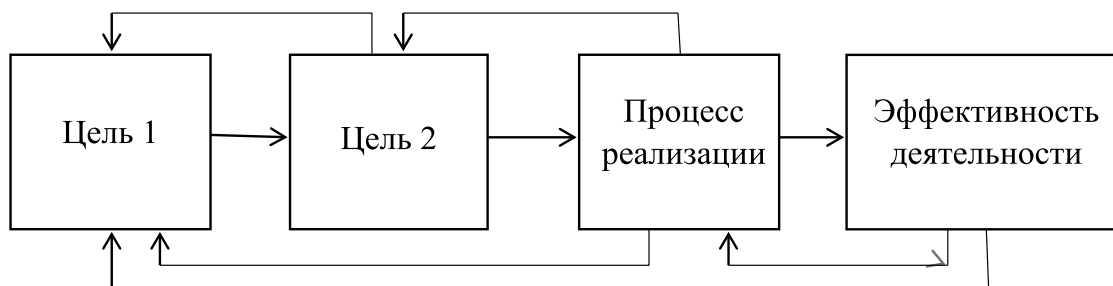 Цель 1
Цель 2
Процесс
реализации
Эффективность
деятельности